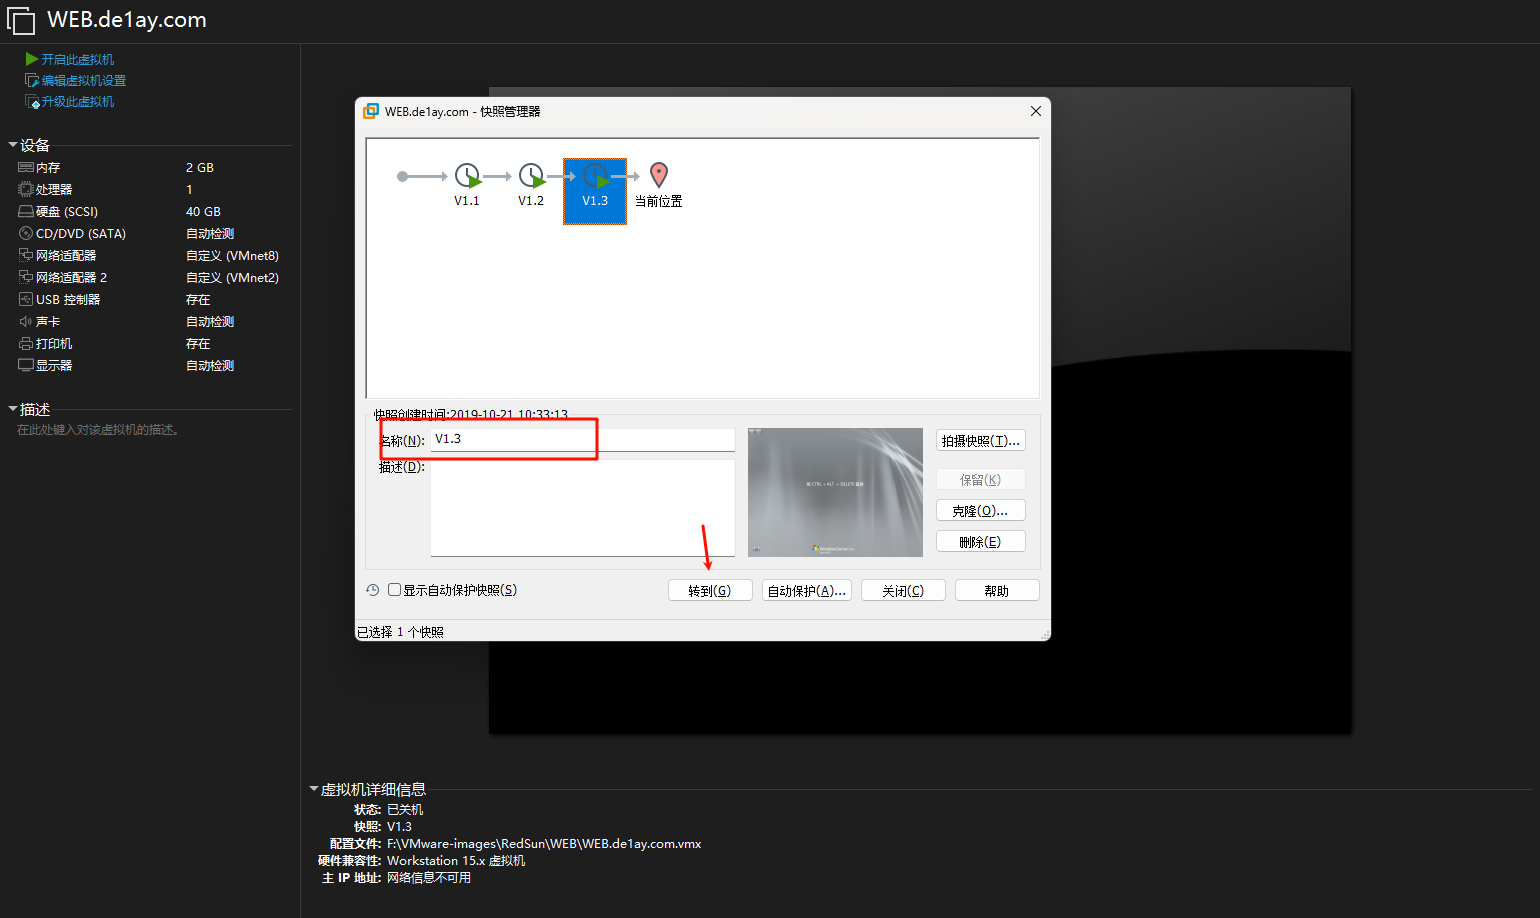 WEB.de1ay.com
开启此虚拟机
编辑虚拟机设置
升级此虚拟机
设备
内存 2 GB
处理器 1
硬盘 (SCSI) 40 GB
CD/DVD (SATA) 自动检测
网络适配器 自定义 (VMnet8)
网络适配器 2 自定义 (VMnet2)
USB 控制器 存在
声卡 自动检测
打印机 存在
显示器 自动检测
描述
在此处键入对该虚拟机的描述。
WEB.de1ay.com - 快照管理器
V1.1 V1.2 V1.3 当前位置
快照创建时间:2019-10-21 10:33:13
名称(N): V1.3
描述(D):
按 CTRL + ALT + DELETE 登录
拍摄快照(T)...
保留(K)
克隆(O)...
删除(E)
显示自动保护快照(S)
转到(G) 自动保护(A)... 关闭(C) 帮助
已选择 1 个快照
虚拟机详细信息
状态: 已关机
快照: V1.3
配置文件: F:\VMware-images\RedSun\WEB\WEB.de1ay.com.vmx
硬件兼容性: Workstation 15.x 虚拟机
主 IP 地址: 网络信息不可用